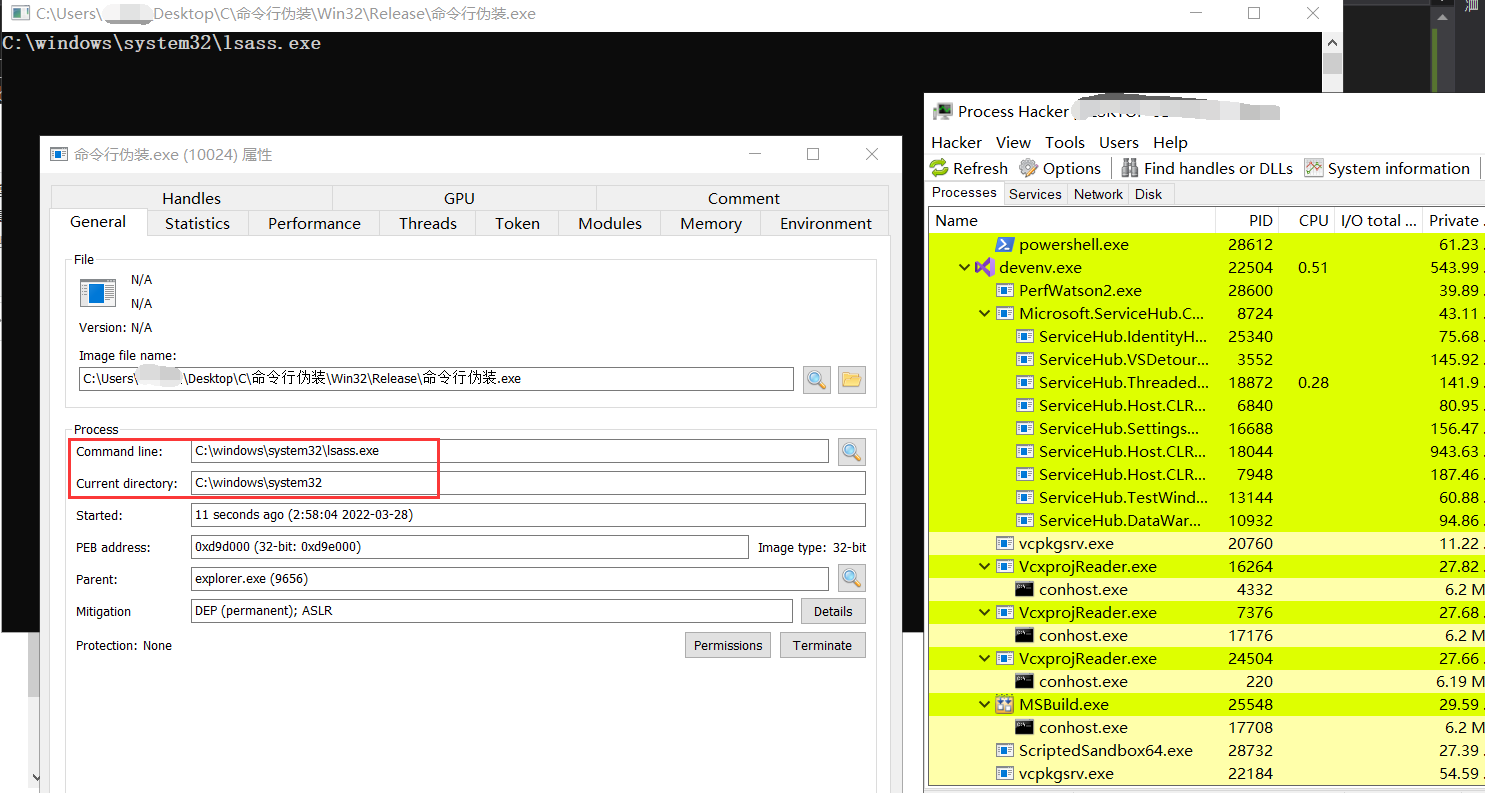 C:\Users\ Desktop\C\命令行伪装\Win32\Release\命令行伪装.exe
C:\windows\system32\lsass.exe
命令行伪装.exe (10024) 属性
Handles GPU Comment
General Statistics Performance Threads Token Modules Memory Environment
File
N/A
N/A
Version: N/A
Image file name:
C:\Users\ \Desktop\C\命令行伪装\Win32\Release\命令行伪装.exe
Process
Command line: C:\windows\system32\lsass.exe
Current directory: C:\windows\system32
Started: 11 seconds ago (2:58:04 2022-03-28)
PEB address: 0xd9d000 (32-bit: 0xd9e000) Image type: 32-bit
Parent: explorer.exe (9656)
Mitigation DEP (permanent); ASLR Details
Protection: None Permissions Terminate
Process Hacker
Hacker View Tools Users Help
Refresh Options Find handles or DLLs System information
Processes Services Network Disk
Name PID CPU I/O total ... Private
powershell.exe 28612 61.23
devenv.exe 22504 0.51 543.99
PerfWatson2.exe 28600 39.89
Microsoft.ServiceHub.C... 8724 43.11
ServiceHub.IdentityH... 25340 75.68
ServiceHub.VSDetour... 3552 145.92
ServiceHub.Threaded... 18872 0.28 141.9
ServiceHub.Host.CLR... 6840 80.95
ServiceHub.Settings... 16688 156.47
ServiceHub.Host.CLR... 18044 943.63
ServiceHub.Host.CLR... 7948 187.46
ServiceHub.TestWind... 13144 60.88
ServiceHub.DataWar... 10932 94.86
vcpkgsrv.exe 20760 11.22
VcxprojReader.exe 16264 27.82
conhost.exe 4332 6.2 M
VcxprojReader.exe 7376 27.68
conhost.exe 17176 6.2 M
VcxprojReader.exe 24504 27.66
conhost.exe 220 6.19 M
MSBuild.exe 25548 29.59
conhost.exe 17708 6.2 M
ScriptedSandbox64.exe 28732 27.39
vcpkgsrv.exe 22184 54.59